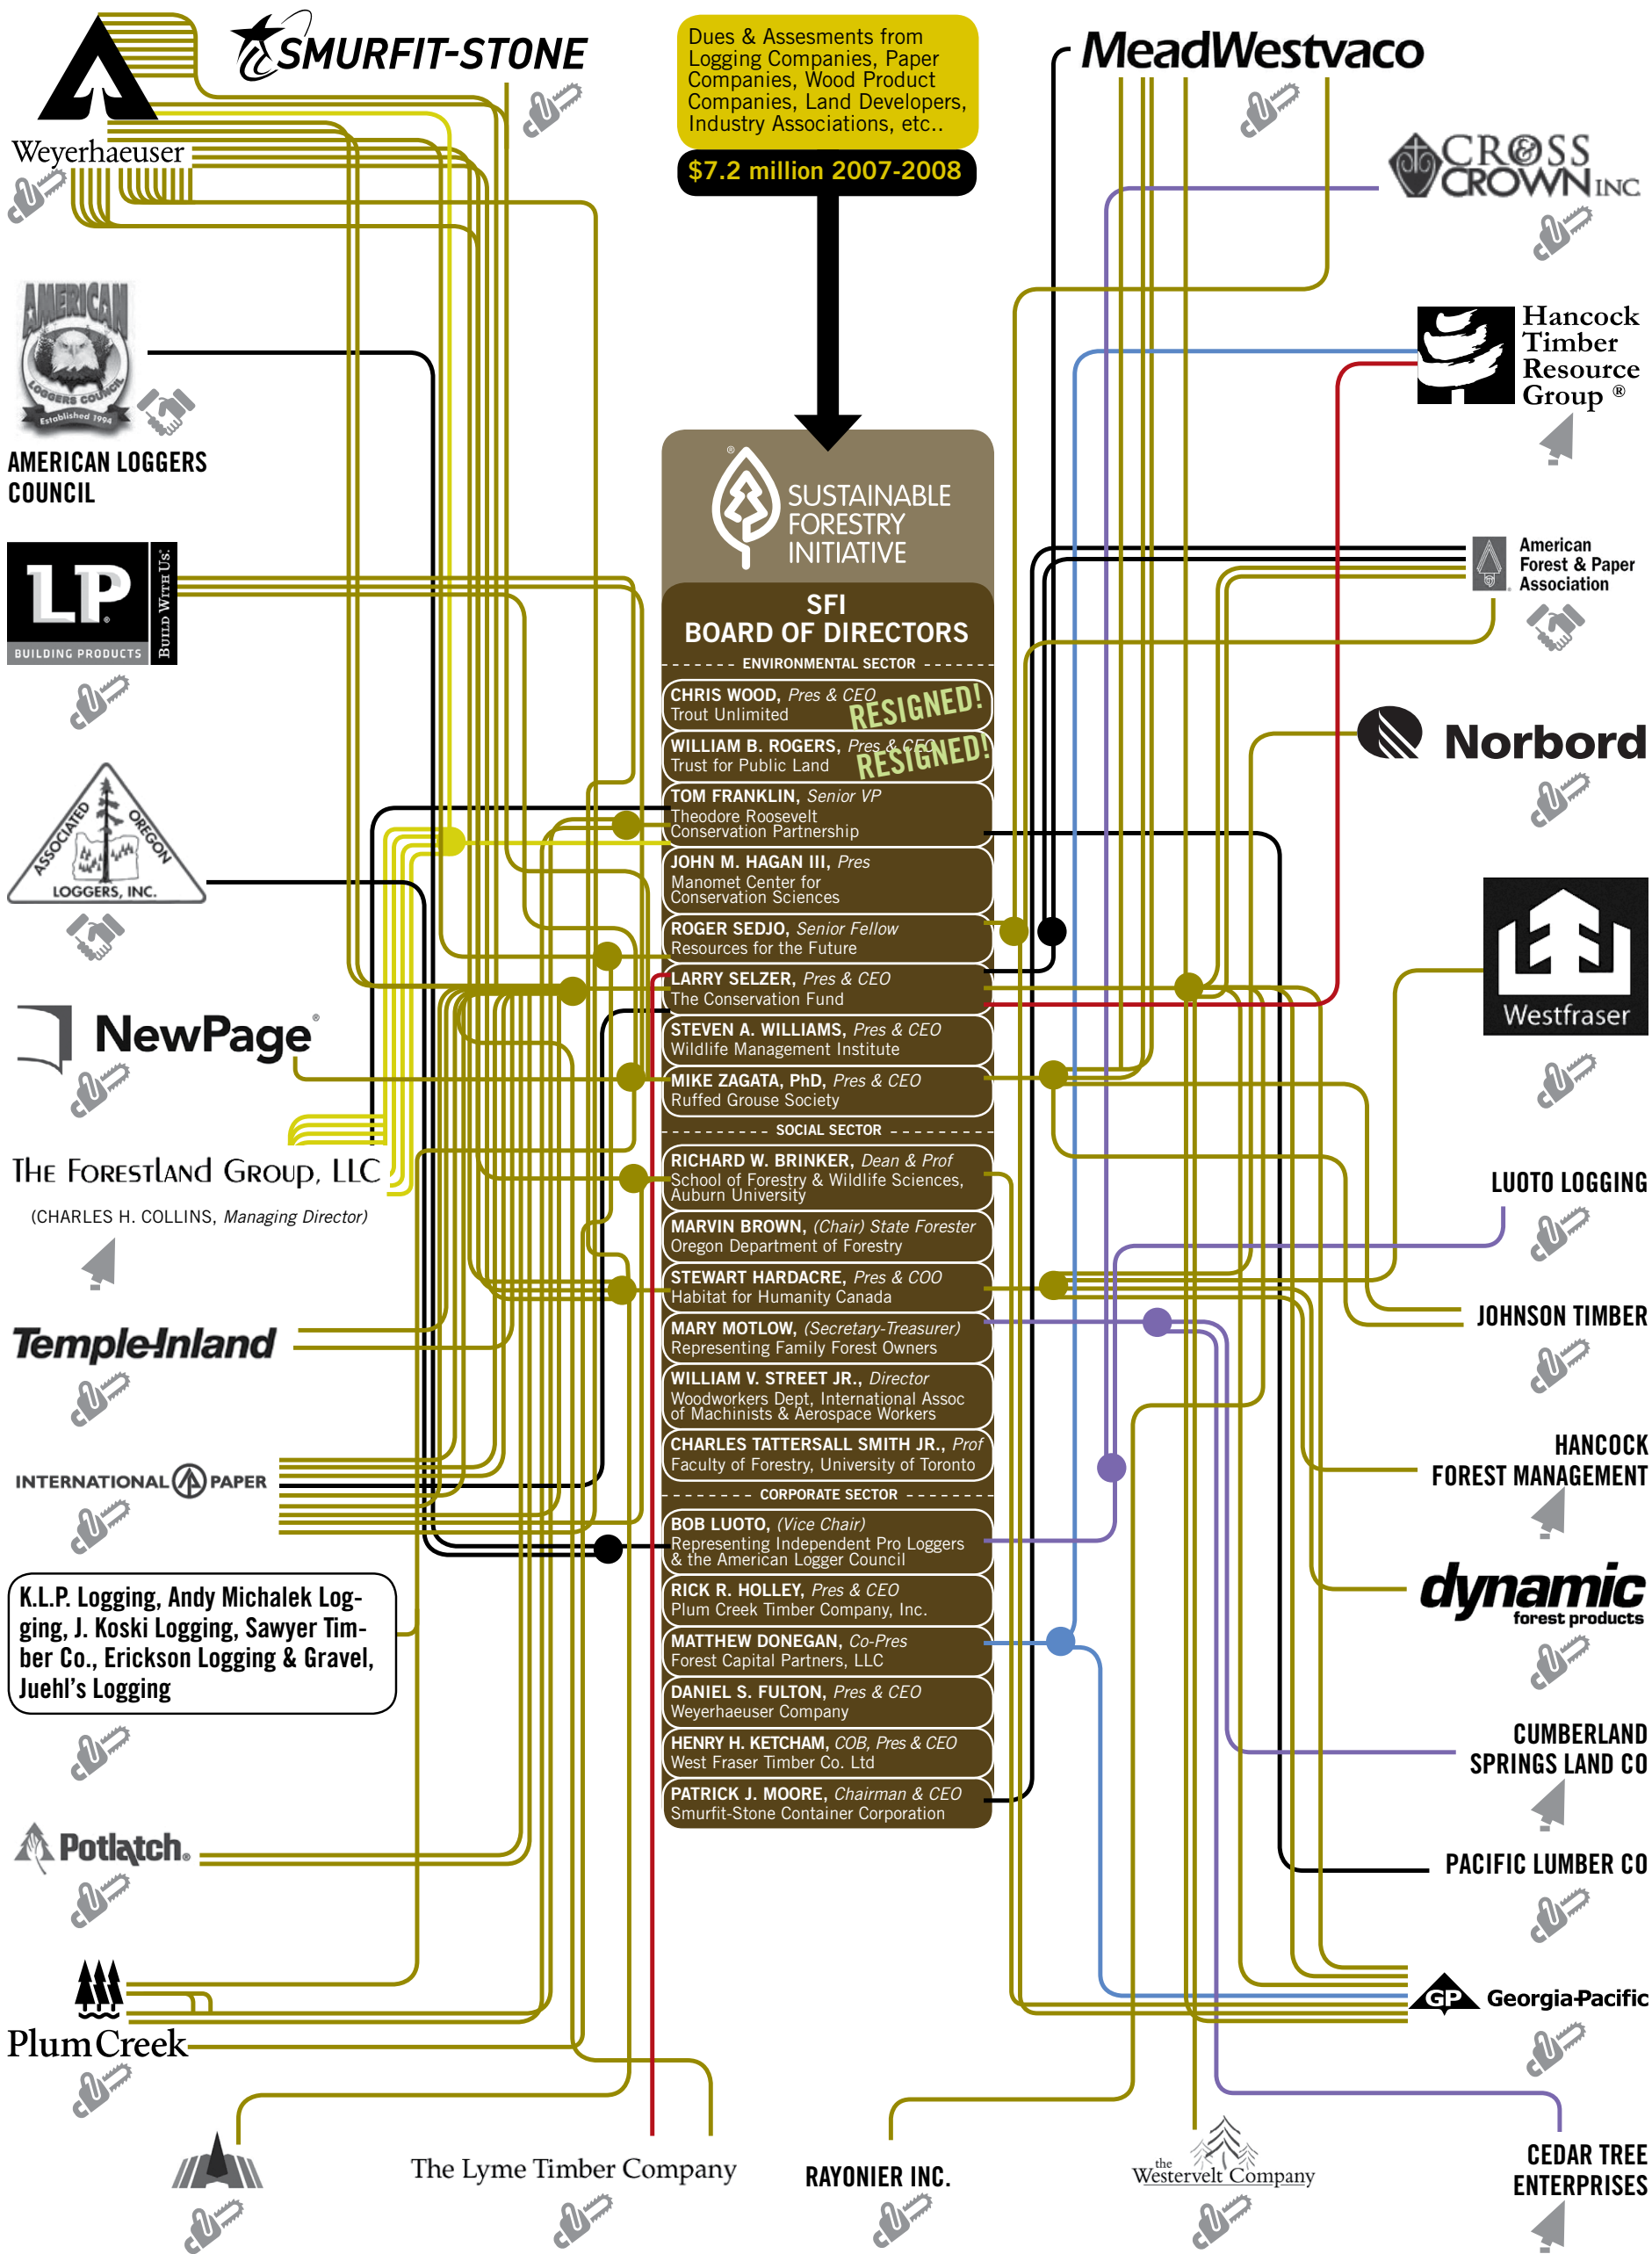 Weyerhaeuser
SMURFIT-STONE
Dues & Assesments from
Logging Companies, Paper
Companies, Wood Product
Companies, Land Developers,
Industry Associations, etc..
$7.2 million 2007-2008
MeadWestvaco
CROSS &
CROWN INC
AMERICAN
LOGGERS COUNCIL
Established 1994
AMERICAN LOGGERS
COUNCIL
Hancock
Timber
Resource
Group ®
LP®
BUILDING PRODUCTS
BUILD WITH US.
American
Forest & Paper
Association
Norbord
ASSOCIATED
OREGON
LOGGERS, INC.
Westfraser
NewPage®
THE FORESTLAND GROUP, LLC
(CHARLES H. COLLINS, Managing Director)
LUOTO LOGGING
Temple-Inland
JOHNSON TIMBER
INTERNATIONAL PAPER
HANCOCK
FOREST MANAGEMENT
dynamic
forest products
K.L.P. Logging, Andy Michalek Log-
ging, J. Koski Logging, Sawyer Tim-
ber Co., Erickson Logging & Gravel,
Juehl's Logging
CUMBERLAND
SPRINGS LAND CO
Potlatch®
PACIFIC LUMBER CO
Plum Creek
GP Georgia-Pacific
The Lyme Timber Company
RAYONIER INC.
the
Westervelt Company
CEDAR TREE
ENTERPRISES
®
SUSTAINABLE
FORESTRY
INITIATIVE
SFI
BOARD OF DIRECTORS
ENVIRONMENTAL SECTOR
CHRIS WOOD, Pres & CEO
Trout Unlimited
RESIGNED!
WILLIAM B. ROGERS, Pres & CEO
Trust for Public Land
RESIGNED!
TOM FRANKLIN, Senior VP
Theodore Roosevelt
Conservation Partnership
JOHN M. HAGAN III, Pres
Manomet Center for
Conservation Sciences
ROGER SEDJO, Senior Fellow
Resources for the Future
LARRY SELZER, Pres & CEO
The Conservation Fund
STEVEN A. WILLIAMS, Pres & CEO
Wildlife Management Institute
MIKE ZAGATA, PhD, Pres & CEO
Ruffed Grouse Society
SOCIAL SECTOR
RICHARD W. BRINKER, Dean & Prof
School of Forestry & Wildlife Sciences,
Auburn University
MARVIN BROWN, (Chair) State Forester
Oregon Department of Forestry
STEWART HARDACRE, Pres & COO
Habitat for Humanity Canada
MARY MOTLOW, (Secretary-Treasurer)
Representing Family Forest Owners
WILLIAM V. STREET JR., Director
Woodworkers Dept, International Assoc
of Machinists & Aerospace Workers
CHARLES TATTERSALL SMITH JR., Prof
Faculty of Forestry, University of Toronto
CORPORATE SECTOR
BOB LUOTO, (Vice Chair)
Representing Independent Pro Loggers
& the American Logger Council
RICK R. HOLLEY, Pres & CEO
Plum Creek Timber Company, Inc.
MATTHEW DONEGAN, Co-Pres
Forest Capital Partners, LLC
DANIEL S. FULTON, Pres & CEO
Weyerhaeuser Company
HENRY H. KETCHAM, COB, Pres & CEO
West Fraser Timber Co. Ltd
PATRICK J. MOORE, Chairman & CEO
Smurfit-Stone Container Corporation